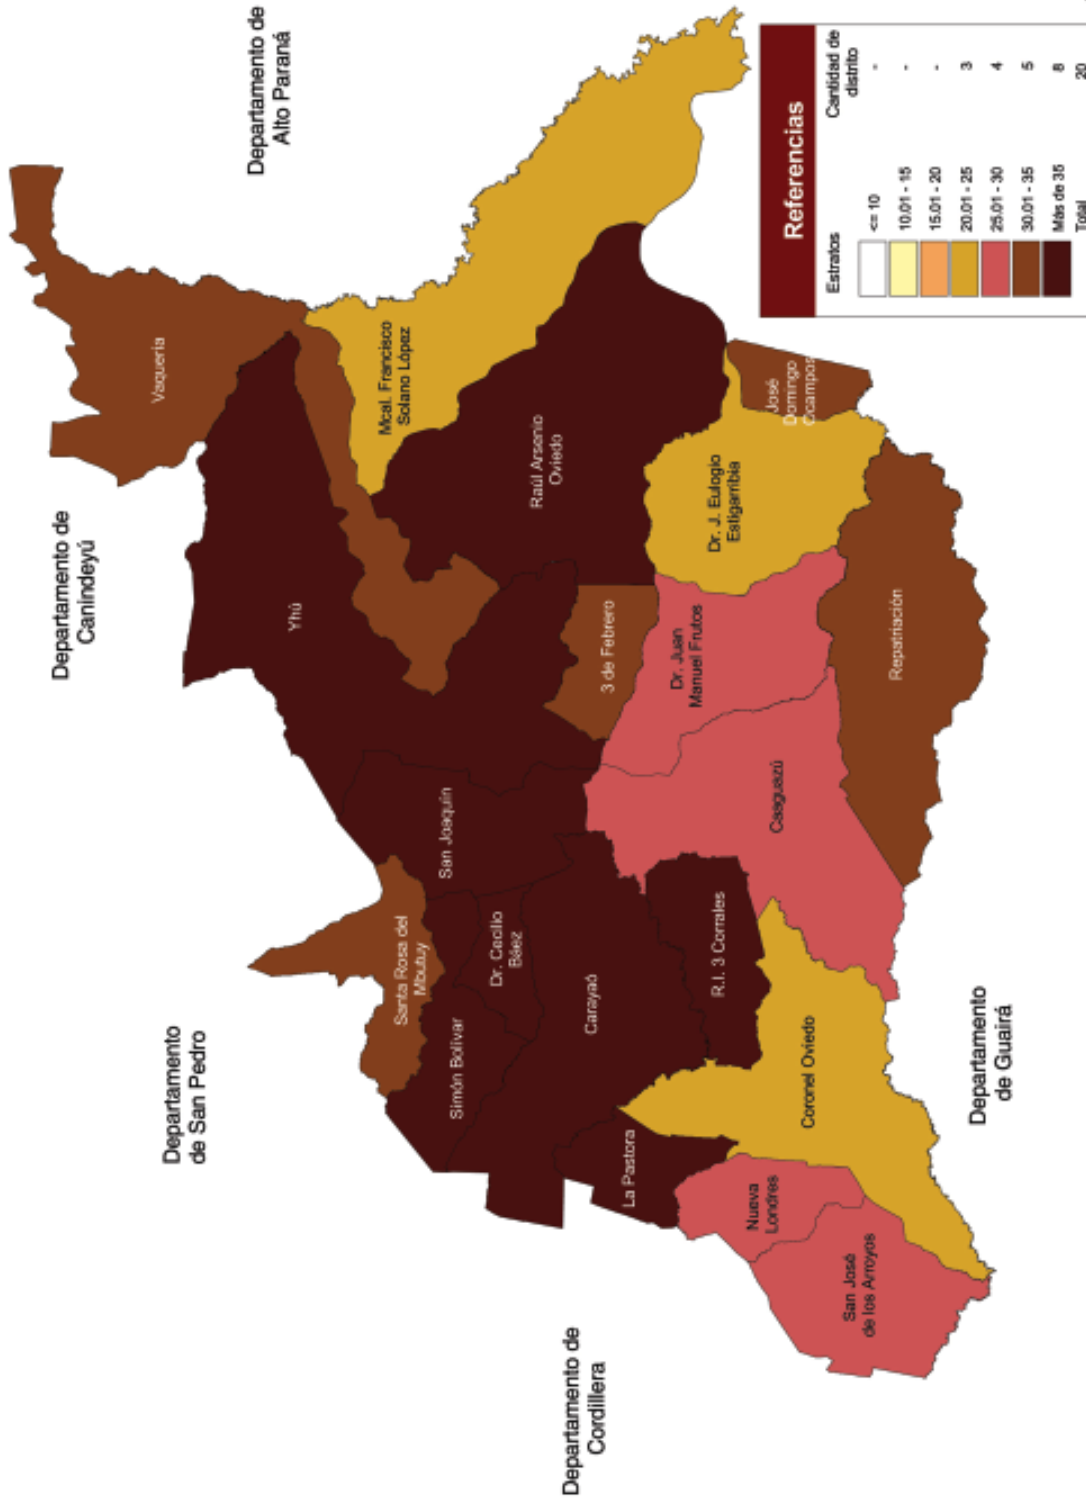 Departamento de
Canindeyú
Departamento de
Alto Paraná
Departamento
de San Pedro
Departamento de
Cordillera
Departamento
de Guairá
Vaquería
Yhú
Mcal. Francisco
Solano López
Santa Rosa del
Mbutuy
San Joaquín
Simón Bolívar
Dr. Cecilio
Báez
Raúl Arsenio
Oviedo
Carayaó
3 de Febrero
La Pastora
R.I. 3 Corrales
Dr. Juan
Manuel Frutos
Dr. J. Eulogio
Estigarribia
Nueva
Londres
Caaguazú
José
Domingo
Ocampos
Coronel Oviedo
San José
de los Arroyos
Repatriación
Referencias
Estratos
Cantidad de
distrito
<= 10 -
10.01 - 15 -
15.01 - 20 -
20.01 - 25 3
25.01 - 30 4
30.01 - 35 5
Más de 35 8
Total 20